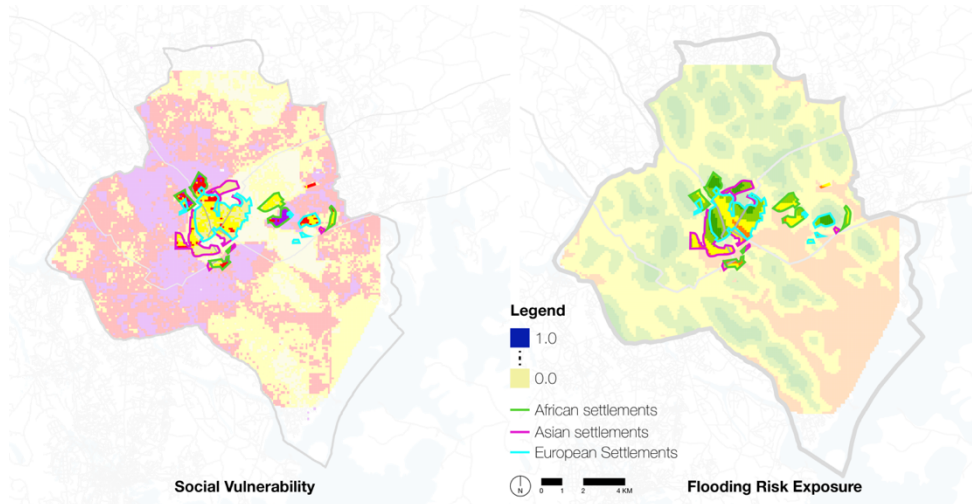 Legend
1.0
0.0
African settlements
Asian settlements
European Settlements
N
0 1 2 4 KM
Social Vulnerability
Flooding Risk Exposure